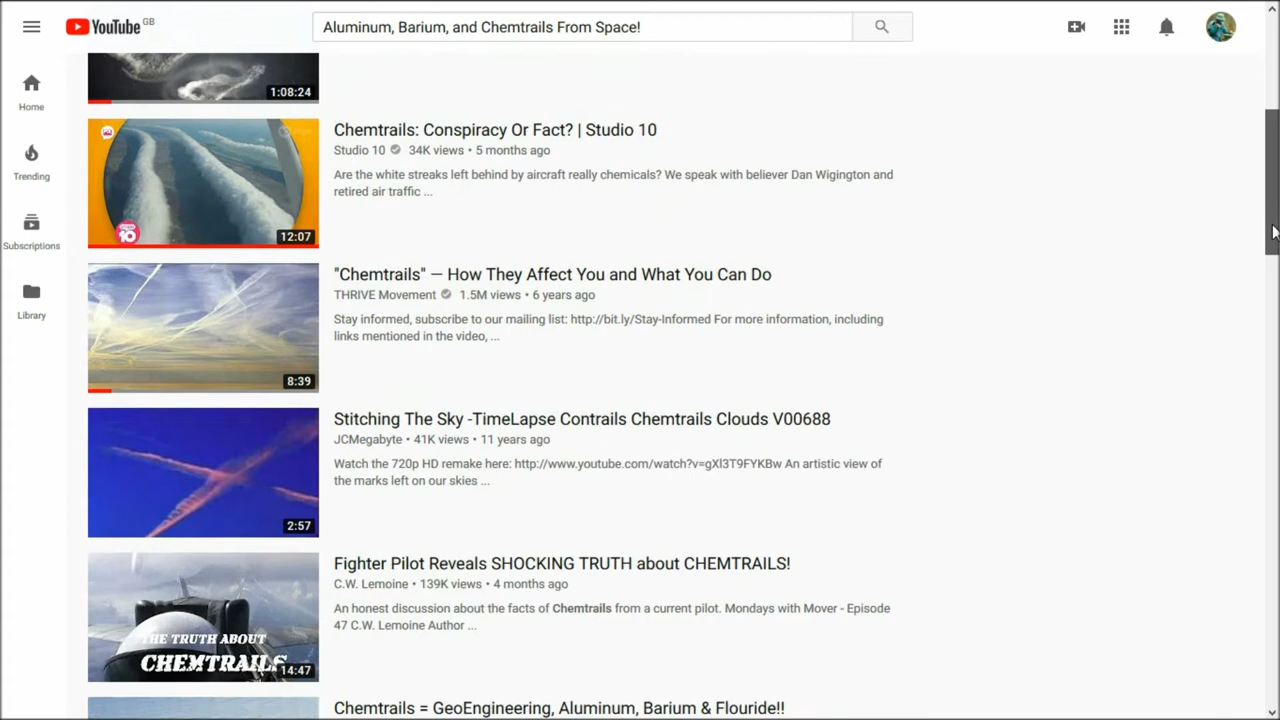 YouTube GB
Aluminum, Barium, and Chemtrails From Space!
Home
Trending
Subscriptions
Library
1:08:24
Chemtrails: Conspiracy Or Fact? | Studio 10
Studio 10 34K views • 5 months ago
Are the white streaks left behind by aircraft really chemicals? We speak with believer Dan Wigington and
retired air traffic ...
10
12:07
"Chemtrails" — How They Affect You and What You Can Do
THRIVE Movement 1.5M views • 6 years ago
Stay informed, subscribe to our mailing list: http://bit.ly/Stay-Informed For more information, including
links mentioned in the video, ...
8:39
Stitching The Sky -TimeLapse Contrails Chemtrails Clouds V00688
JCMegabyte • 41K views • 11 years ago
Watch the 720p HD remake here: http://www.youtube.com/watch?v=gXl3T9FYKBw An artistic view of
the marks left on our skies ...
2:57
Fighter Pilot Reveals SHOCKING TRUTH about CHEMTRAILS!
C.W. Lemoine • 139K views • 4 months ago
An honest discussion about the facts of Chemtrails from a current pilot. Mondays with Mover - Episode
47 C.W. Lemoine Author ...
THE TRUTH ABOUT
CHEMTRAILS
14:47
Chemtrails = GeoEngineering, Aluminum, Barium & Flouride!!